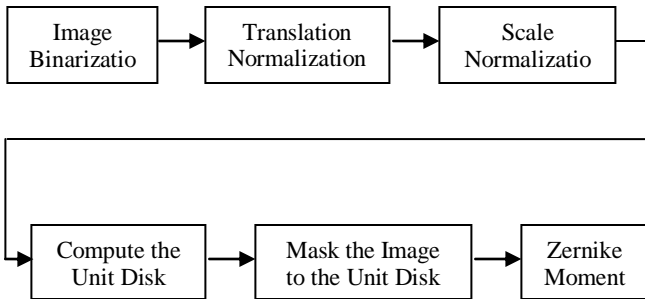 Image
Binarizatio
Translation
Normalization
Scale
Normalizatio
Compute the
Unit Disk
Mask the Image
to the Unit Disk
Zernike
Moment